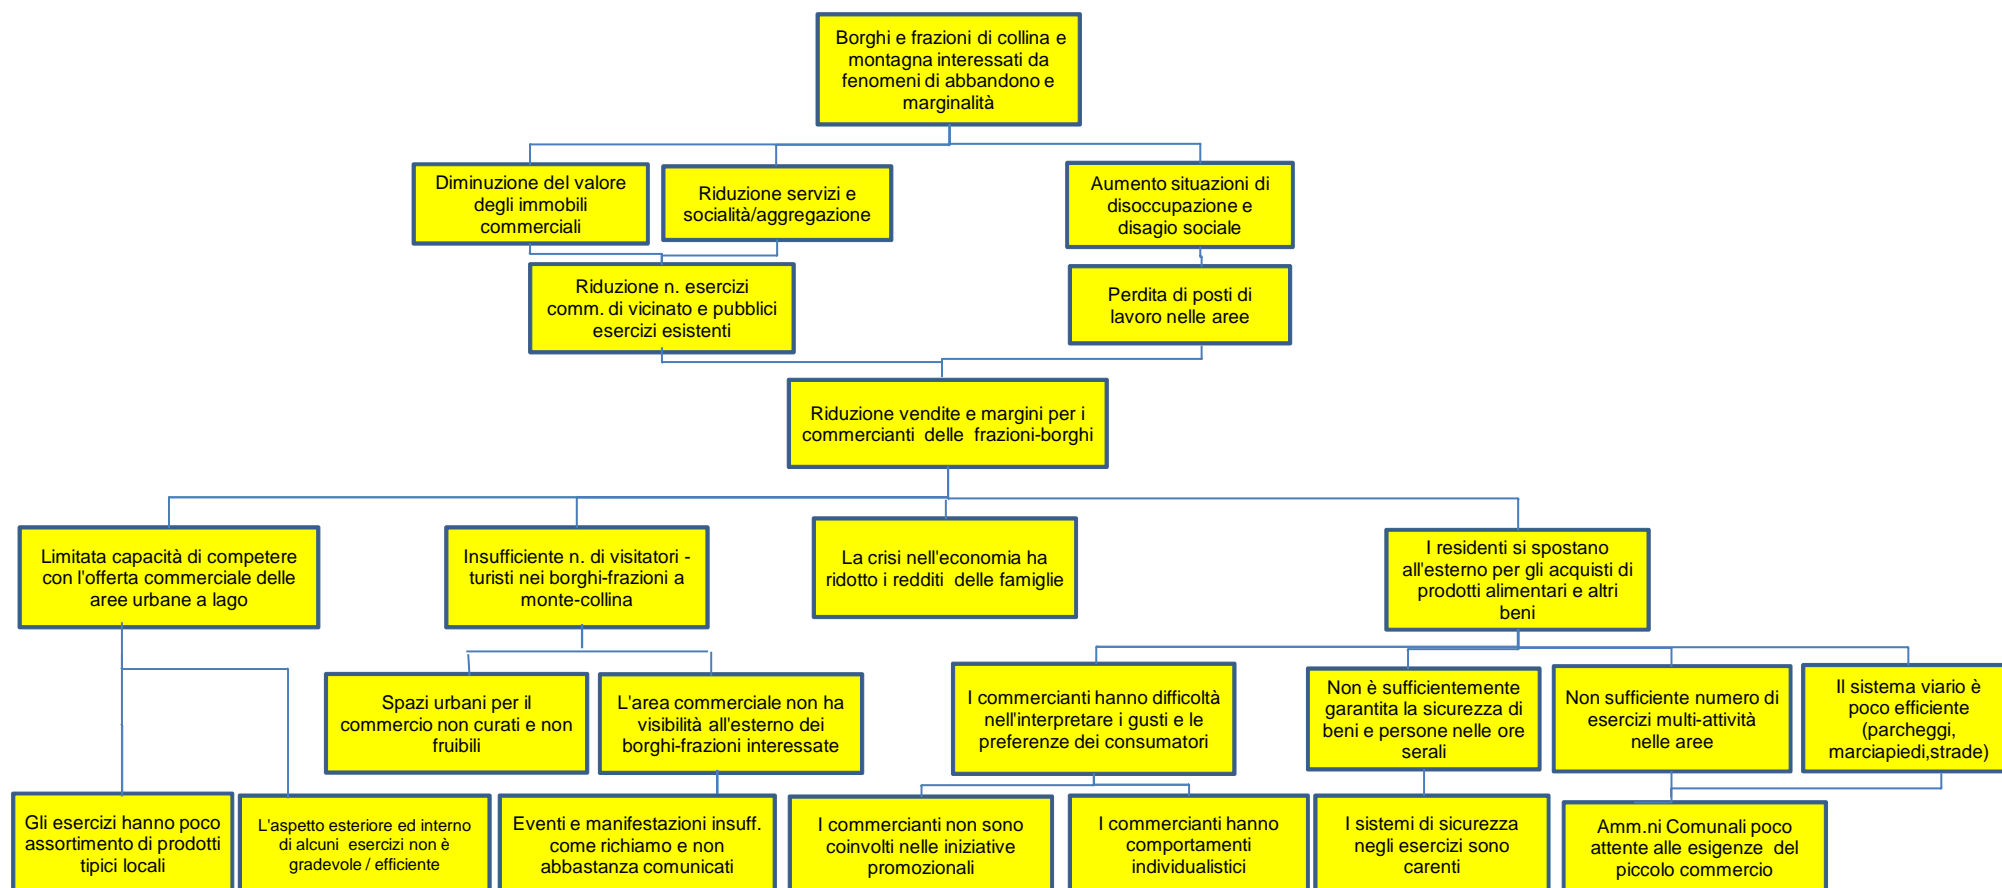 Borghi e frazioni di collina e
montagna interessati da
fenomeni di abbandono e
marginalità
Diminuzione del valore
degli immobili
commerciali
Riduzione servizi e
socialità/aggregazione
Aumento situazioni di
disoccupazione e
disagio sociale
Riduzione n. esercizi
comm. di vicinato e pubblici
esercizi esistenti
Perdita di posti di
lavoro nelle aree
Riduzione vendite e margini per i
commercianti delle frazioni-borghi
Limitata capacità di competere
con l'offerta commerciale delle
aree urbane a lago
Insufficiente n. di visitatori -
turisti nei borghi-frazioni a
monte-collina
La crisi nell'economia ha
ridotto i redditi delle famiglie
I residenti si spostano
all'esterno per gli acquisti di
prodotti alimentari e altri
beni
Spazi urbani per il
commercio non curati e non
fruibili
L'area commerciale non ha
visibilità all'esterno dei
borghi-frazioni interessate
I commercianti hanno difficoltà
nell'interpretare i gusti e le
preferenze dei consumatori
Non è sufficientemente
garantita la sicurezza di
beni e persone nelle ore
serali
Non sufficiente numero di
esercizi multi-attività
nelle aree
Il sistema viario è
poco efficiente
(parcheggi,
marciapiedi,strade)
Gli esercizi hanno poco
assortimento di prodotti
tipici locali
L'aspetto esteriore ed interno
di alcuni esercizi non è
gradevole / efficiente
Eventi e manifestazioni insuff.
come richiamo e non
abbastanza comunicati
I commercianti non sono
coinvolti nelle iniziative
promozionali
I commercianti hanno
comportamenti
individualistici
I sistemi di sicurezza
negli esercizi sono
carenti
Amm.ni Comunali poco
attente alle esigenze del
piccolo commercio